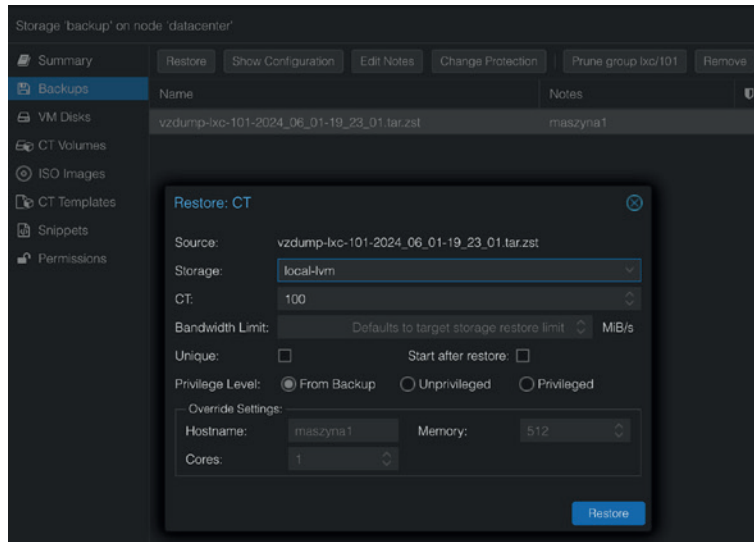 Storage 'backup' on node 'datacenter'
Summary
Backups
VM Disks
CT Volumes
ISO Images
CT Templates
Snippets
Permissions
Restore Show Configuration Edit Notes Change Protection Prune group lxc/101 Remove
Name Notes
vzdump-lxc-101-2024_06_01-19_23_01.tar.zst maszyna1
Restore: CT
Source: vzdump-lxc-101-2024_06_01-19_23_01.tar.zst
Storage: local-lvm
CT: 100
Bandwidth Limit: Defaults to target storage restore limit MiB/s
Unique: Start after restore:
Privilege Level: From Backup Unprivileged Privileged
Override Settings:
Hostname: maszyna1 Memory: 512
Cores: 1
Restore